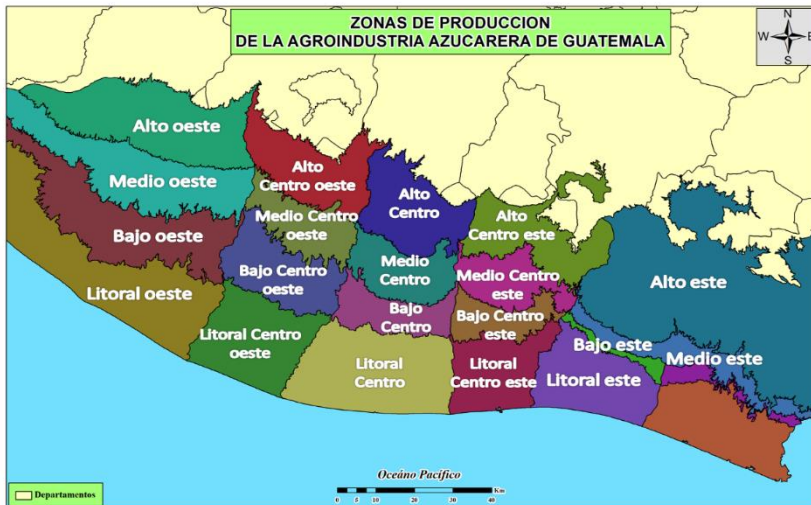 ZONAS DE PRODUCCION
DE LA AGROINDUSTRIA AZUCARERA DE GUATEMALA
N
W
E
S
Alto oeste
Medio oeste
Bajo oeste
Litoral oeste
Alto
Centro oeste
Medio Centro
oeste
Bajo Centro
oeste
Litoral Centro
oeste
Alto
Centro
Medio
Centro
Bajo
Centro
Litoral
Centro
Alto
Centro este
Medio Centro
este
Bajo Centro
este
Litoral
Centro este
Alto este
Bajo este
Medio este
Litoral este
Oceáno Pacífico
Km
0 5 10 20 30 40
Departamentos